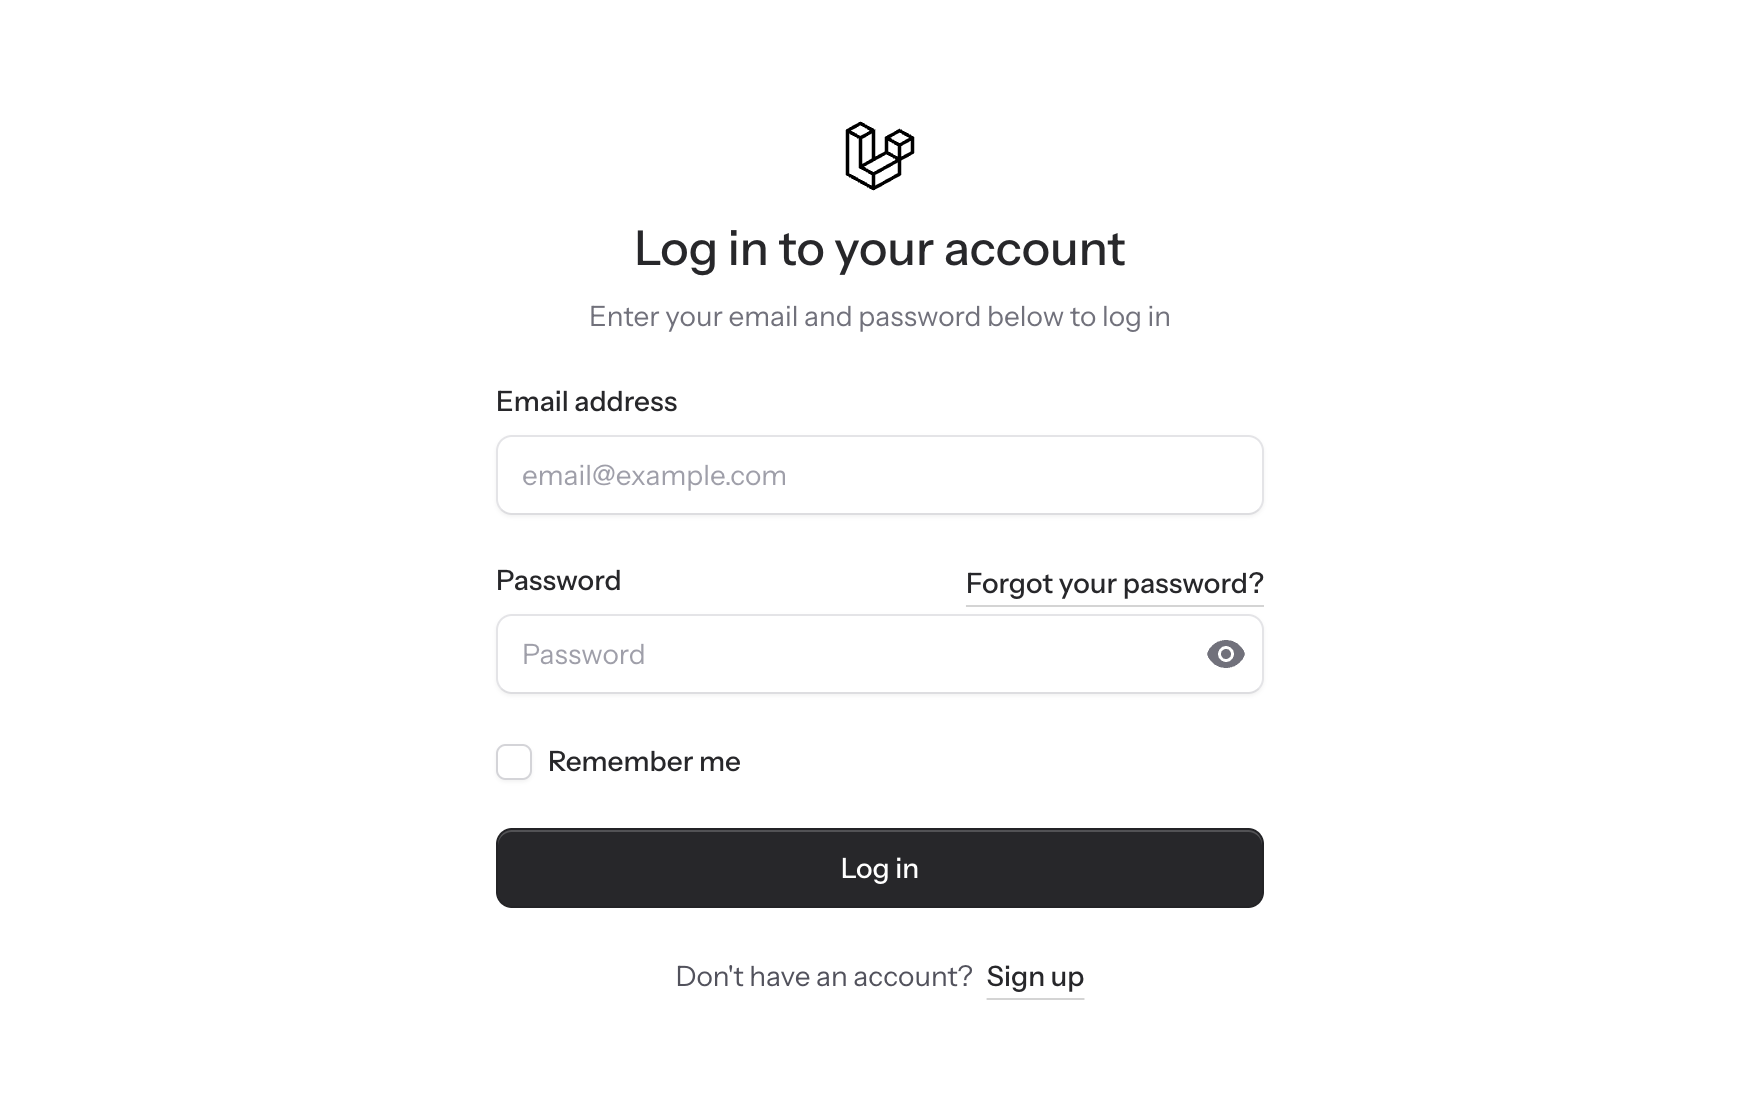 Log in to your account
Enter your email and password below to log in
Email address
email@example.com
Password
Forgot your password?
Password
Remember me
Log in
Don't have an account? Sign up